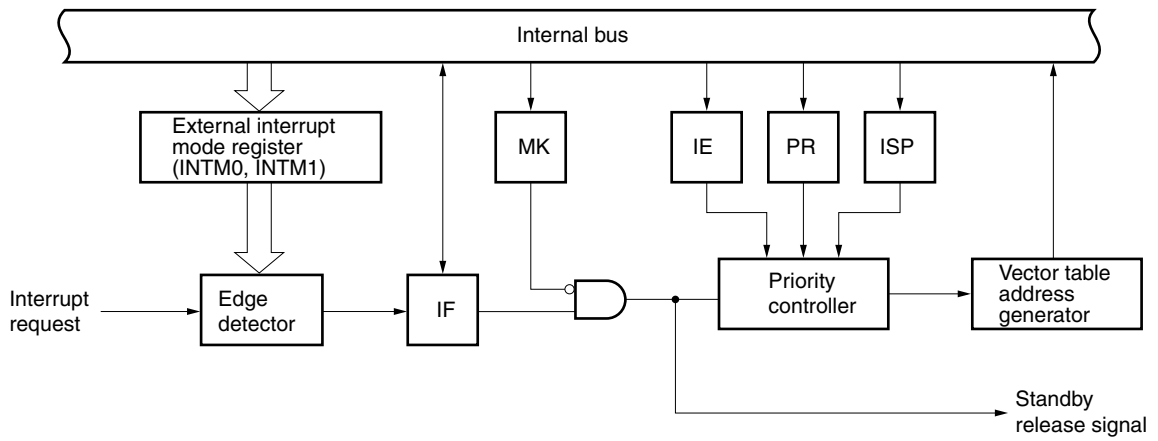 Internal bus
External interrupt
mode register
(INTM0, INTM1)
MK
IE
PR
ISP
Interrupt
request
Edge
detector
IF
Priority
controller
Vector table
address
generator
Standby
release signal